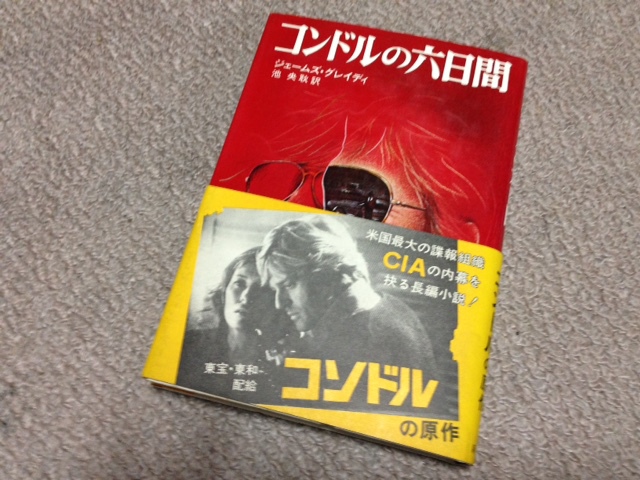 コンドルの六日間
ジェームズ・グレイディ
池 央耿訳
米国最大の諜報組織
CIAの内幕を
抉る長編小説!
東宝・東和
配給
コンドル
の原作